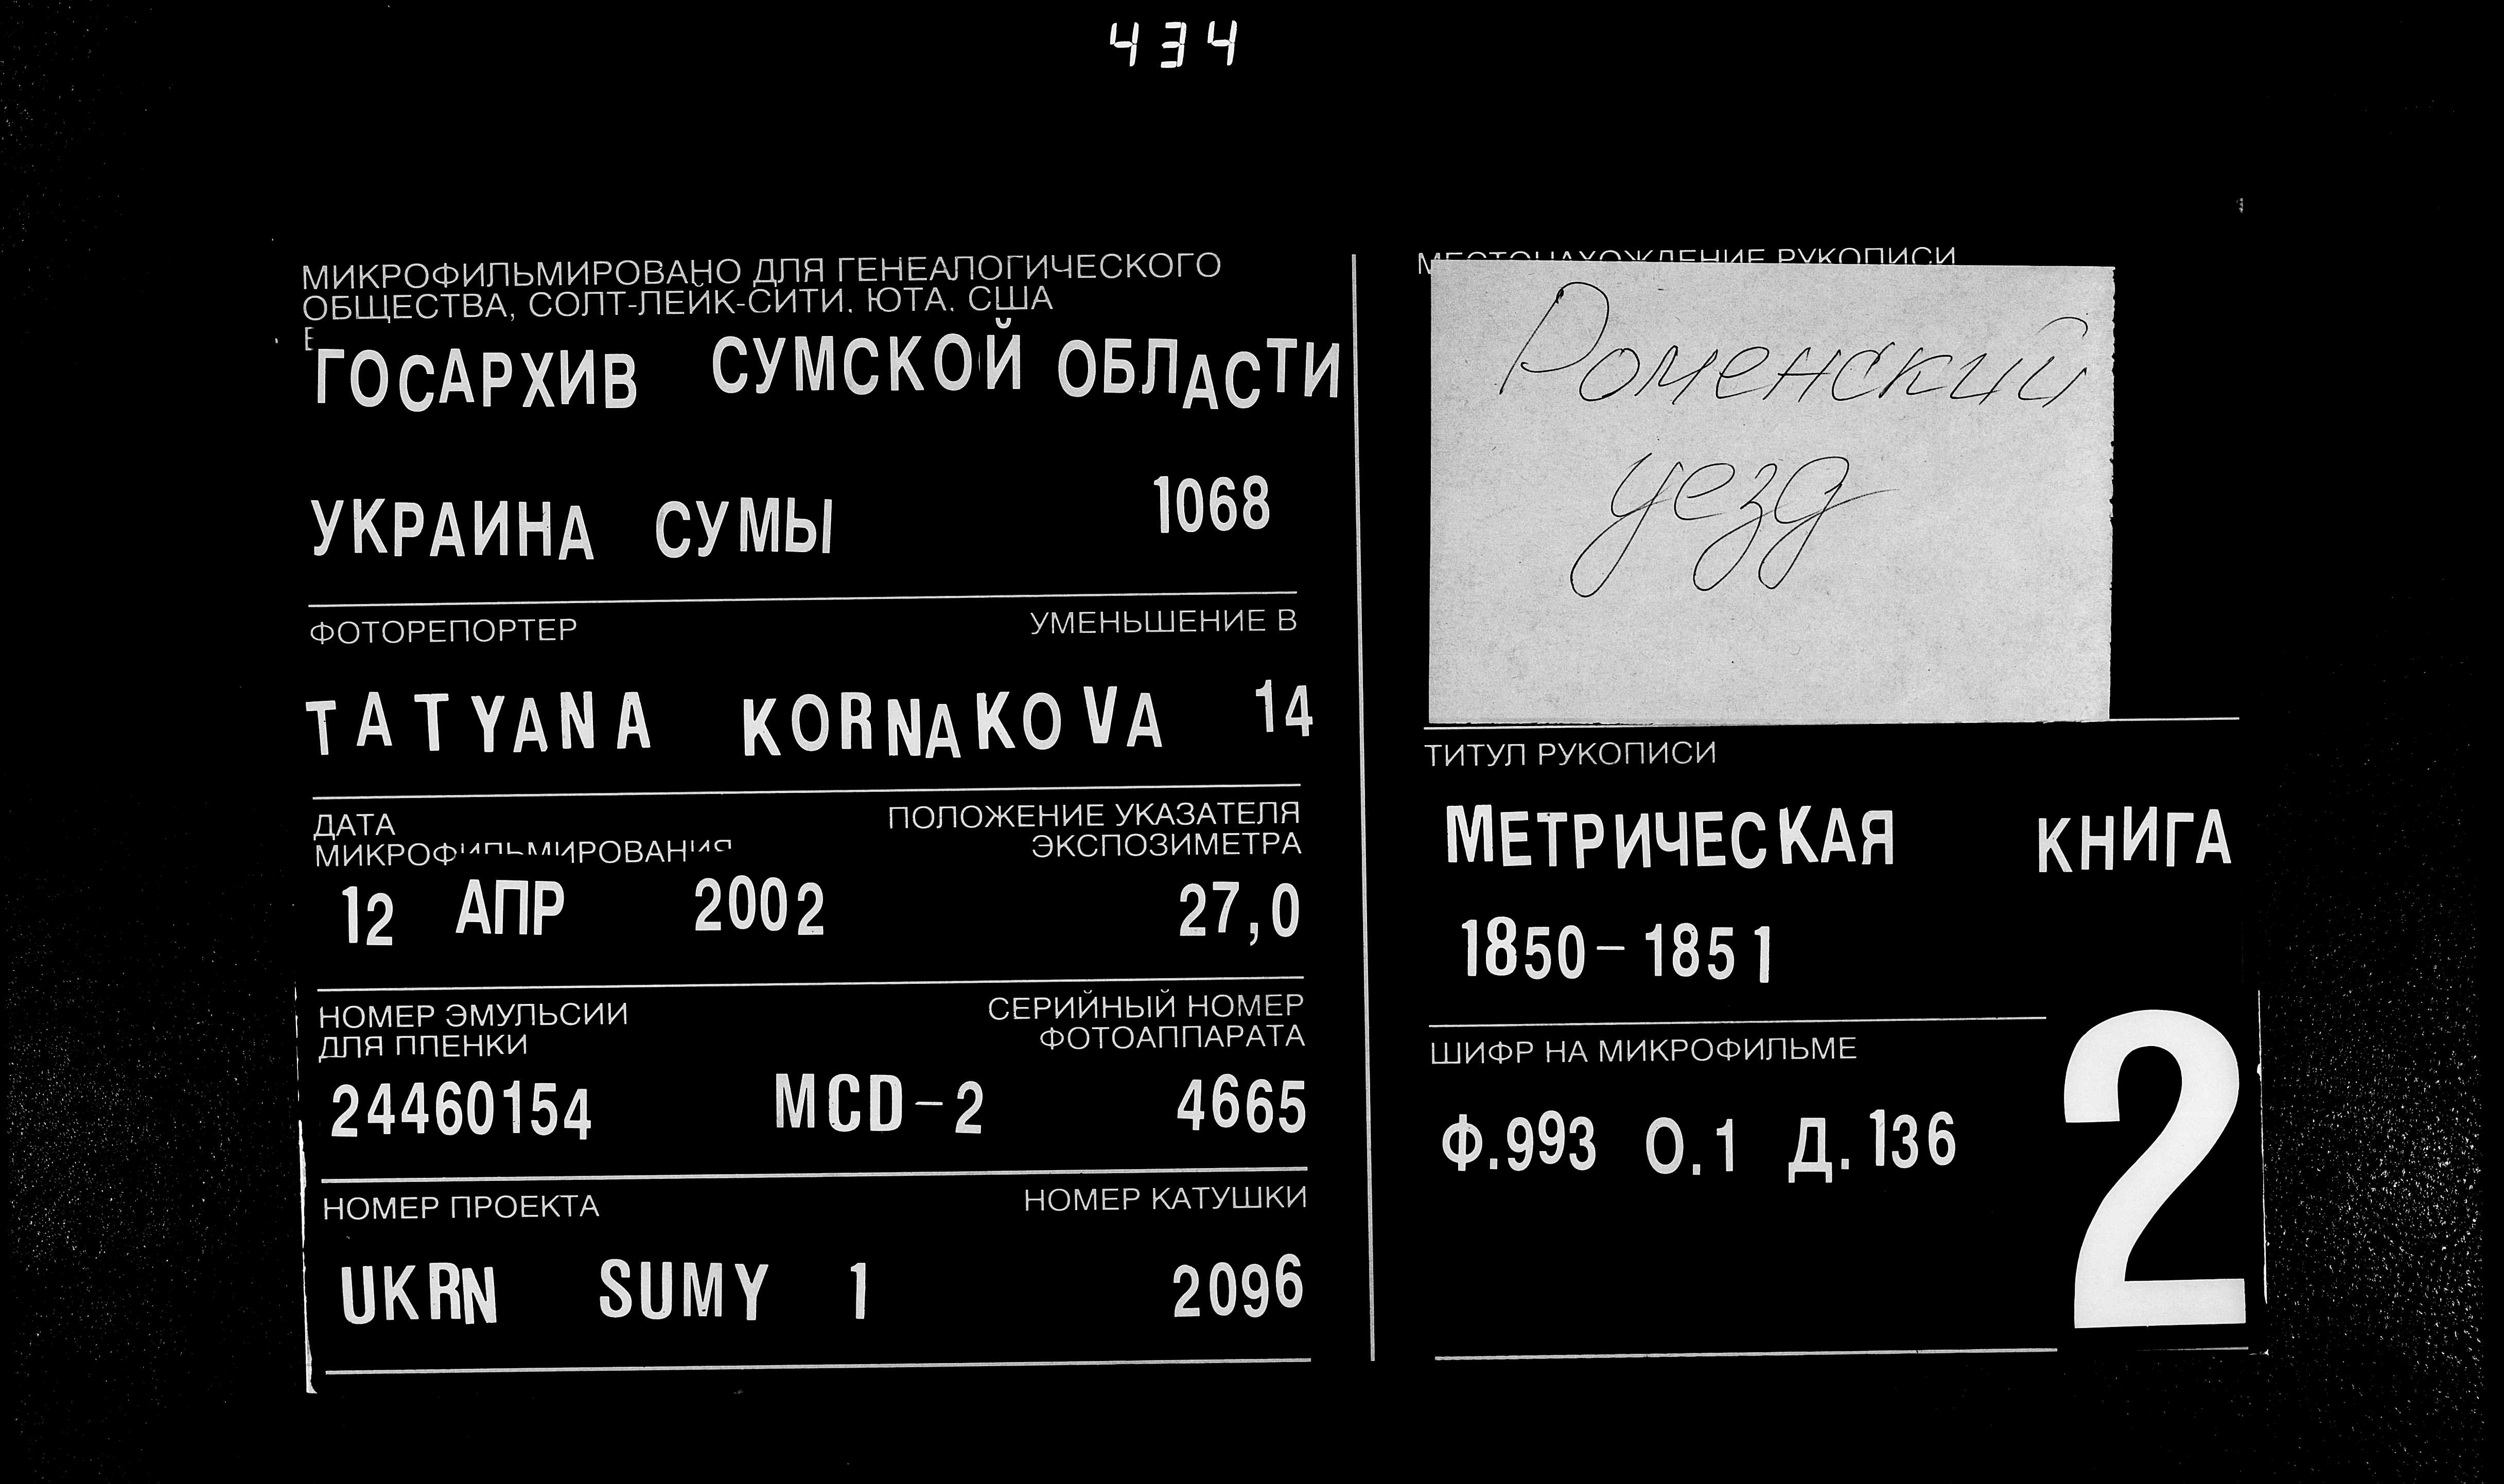 434
МИКРОФИЛЬМИРОВАНО ДЛЯ ГЕНЕАЛОГИЧЕСКОГО
ОБЩЕСТВА, СОЛТ-ЛЕЙК-СИТИ, ЮТА, США
ГОСАРХИВ СУМСКОЙ ОБЛАСТИ
УКРАИНА СУМЫ 1068
ФОТОРЕПОРТЕР УМЕНЬШЕНИЕ В
TATYANA KORNAKOVA 14
ДАТА
МИКРОФИЛЬМИРОВАНИЯ
ПОЛОЖЕНИЕ УКАЗАТЕЛЯ
ЭКСПОЗИМЕТРА
12 АПР 2002 27,0
НОМЕР ЭМУЛЬСИИ
ДЛЯ ПЛЕНКИ
СЕРИЙНЫЙ НОМЕР
ФОТОАППАРАТА
24460154 MCD-2 4665
НОМЕР ПРОЕКТА НОМЕР КАТУШКИ
UKRN SUMY 1 2096
МЕСТОНАХОЖДЕНИЕ РУКОПИСИ
Роменский
уезд
ТИТУЛ РУКОПИСИ
МЕТРИЧЕСКАЯ КНИГА
1850-1851
ШИФР НА МИКРОФИЛЬМЕ
Ф.993 О.1 Д.136
2